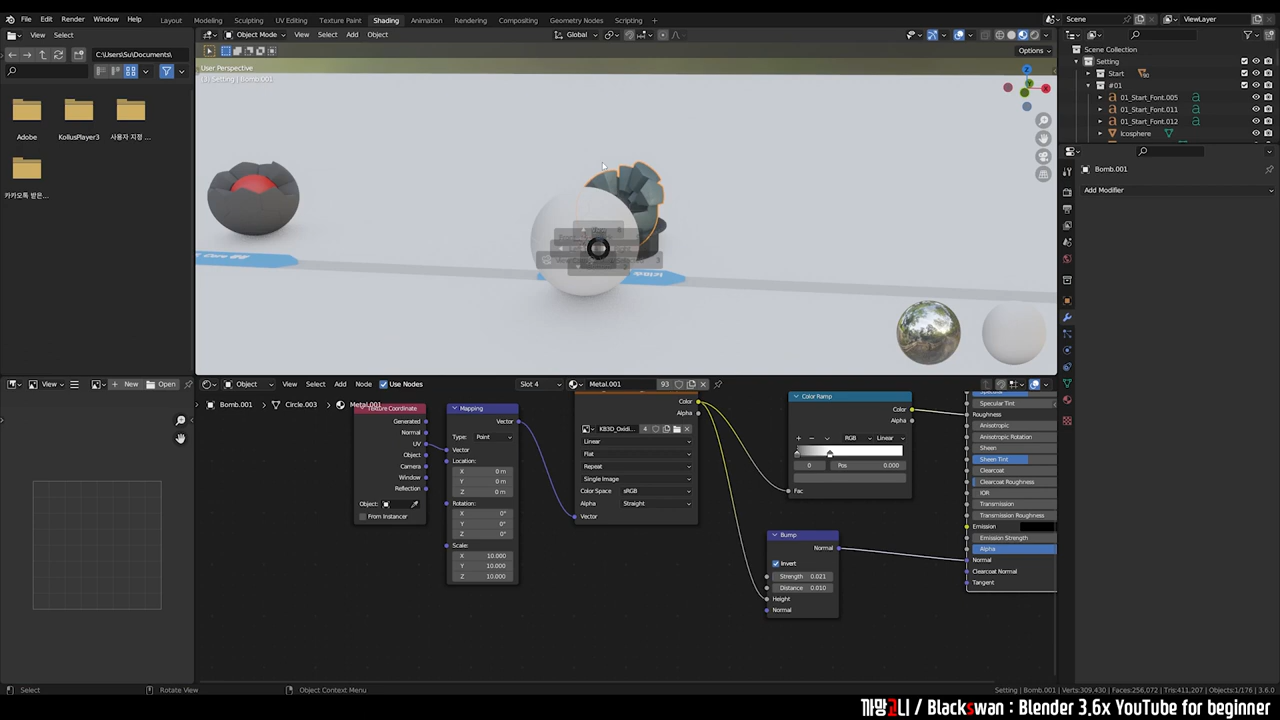 File Edit Render Window Help
Layout Modeling Sculpting UV Editing Texture Paint Shading Animation Rendering Compositing Geometry Nodes Scripting +
Scene ViewLayer
View Select
Object Mode View Select Add Object
Global
Options
C:\Users\Su\Documents\
Adobe
KollusPlayer3
사용자 지정 ...
카카오톡 받은...
User Perspective
(1) Setting | Bomb.001
Z
Y
X
Scene Collection
Setting
Start
#01
01_Start_Font.005
01_Start_Font.011
01_Start_Font.012
Icosphere
Bomb.001
Add Modifier
View
New
Open
Object View Select Add Node Use Nodes
Slot 4
Metal.001 93
Bomb.001 > Circle.003 > Metal.001
Texture Coordinate
Generated
Normal
UV
Object
Camera
Window
Reflection
Object:
From Instancer
Mapping
Vector
Type: Point
Vector
Location:
X 0 m
Y 0 m
Z 0 m
Rotation:
X 0°
Y 0°
Z 0°
Scale:
X 10.000
Y 10.000
Z 10.000
Color
Alpha
KB3D_Oxidi... 4
Linear
Flat
Repeat
Single Image
Color Space sRGB
Alpha Straight
Vector
Color Ramp
Color
Alpha
+ − RGB Linear
0 Pos 0.000
Fac
Bump
Normal
Invert
Strength 0.021
Distance 0.010
Height
Normal
Specular
Specular Tint
Roughness
Anisotropic
Anisotropic Rotation
Sheen
Sheen Tint
Clearcoat
Clearcoat Roughness
IOR
Transmission
Transmission Roughness
Emission
Emission Strength
Alpha
Normal
Clearcoat Normal
Tangent
Select
Rotate View
Object Context Menu
Setting | Bomb.001 | Verts:309,430 | Faces:256,072 | Tris:411,207 | Objects:1/176 | 3.6.0
까망고니 / Blackswan : Blender 3.6x YouTube for beginner